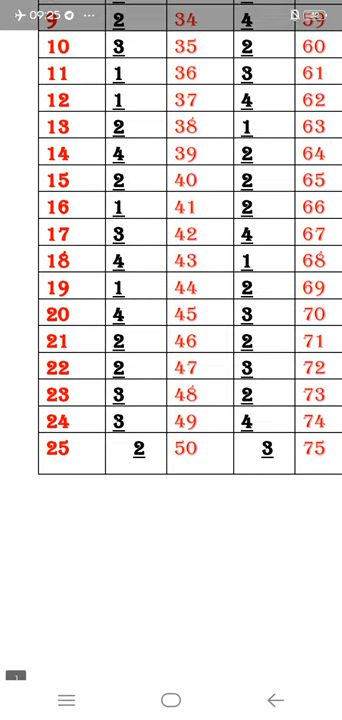 09:25 ...
9 2 34 4 59
10 3 35 2 60
11 1 36 3 61
12 1 37 4 62
13 2 38 1 63
14 4 39 2 64
15 2 40 2 65
16 1 41 2 66
17 3 42 4 67
18 4 43 1 68
19 1 44 2 69
20 4 45 3 70
21 2 46 2 71
22 2 47 3 72
23 3 48 2 73
24 3 49 4 74
25 2 50 3 75
1